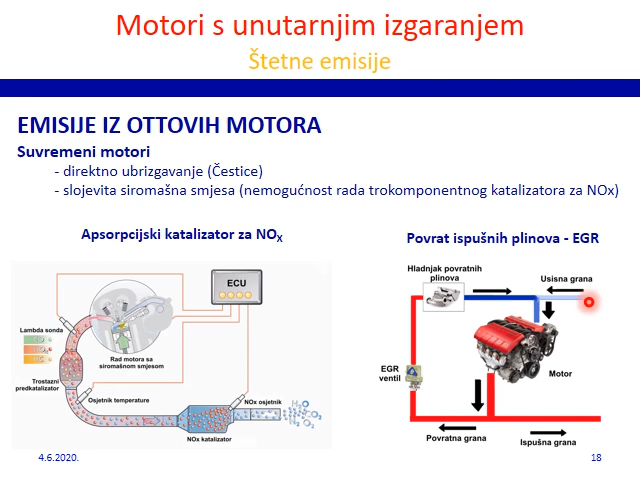 Motori s unutarnjim izgaranjem
Štetne emisije
EMISIJE IZ OTTOVIH MOTORA
Suvremeni motori
- direktno ubrizgavanje (Čestice)
- slojevita siromašna smjesa (nemogućnost rada trokomponentnog katalizatora za NOx)
Apsorpcijski katalizator za NOX
Povrat ispušnih plinova - EGR
ECU
Lambda sonda
Rad motora sa
siromašnom smjesom
Trostazni
predkatalizator
Osjetnik temperature
NOx osjetnik
NOx katalizator
H2O
N2
Hladnjak povratnih
plinova
Usisna grana
EGR
ventil
Motor
Povratna grana
Ispušna grana
4.6.2020.
18